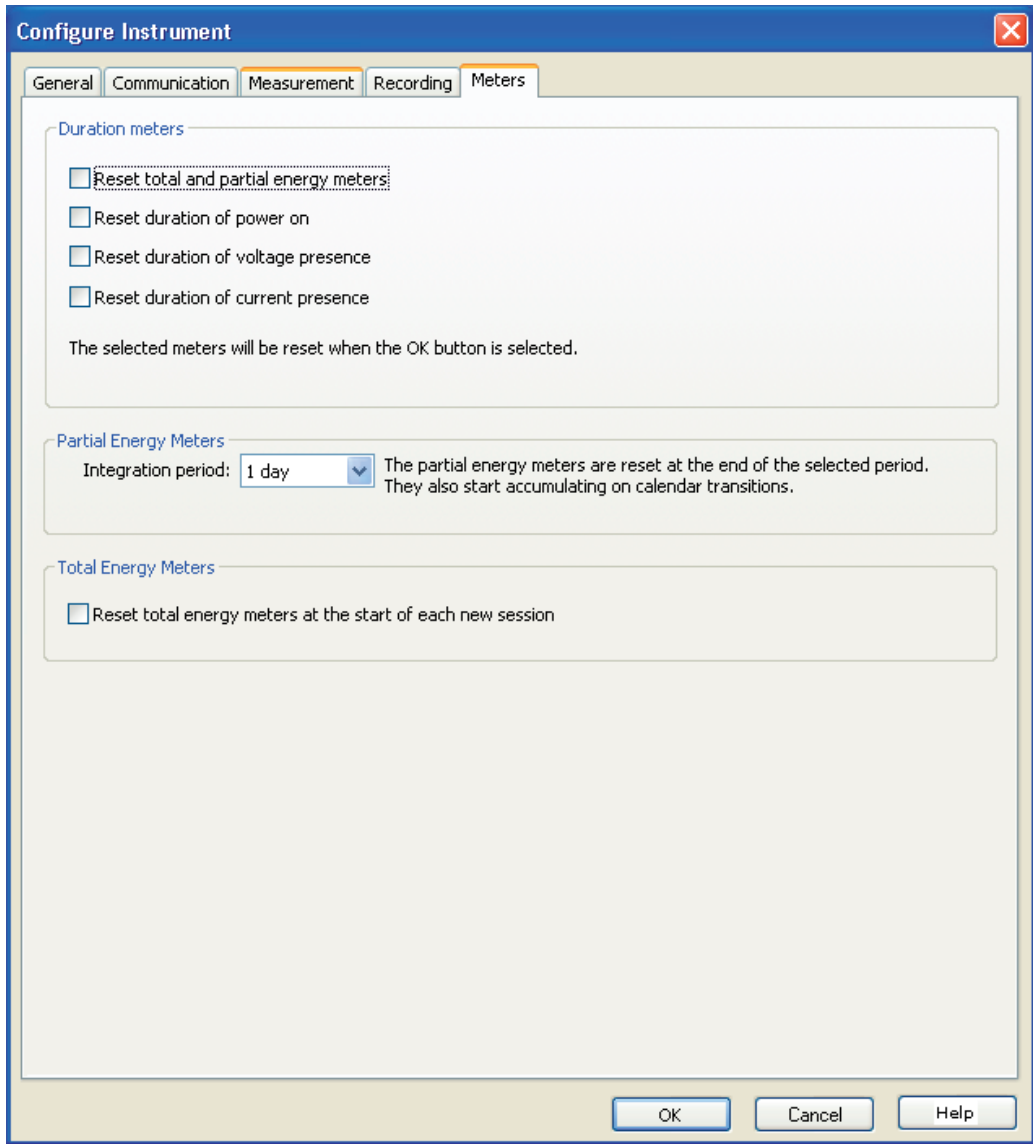 Configure Instrument
General Communication Measurement Recording Meters
Duration meters
Reset total and partial energy meters
Reset duration of power on
Reset duration of voltage presence
Reset duration of current presence
The selected meters will be reset when the OK button is selected.
Partial Energy Meters
Integration period: 1 day The partial energy meters are reset at the end of the selected period.
They also start accumulating on calendar transitions.
Total Energy Meters
Reset total energy meters at the start of each new session
OK Cancel Help